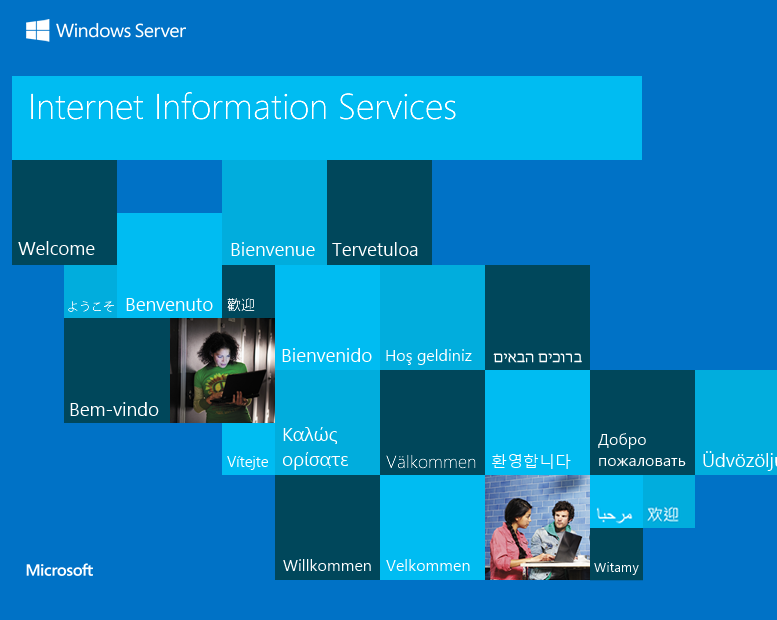 Windows Server
Internet Information Services
Welcome
Bienvenue
Tervetuloa
ようこそ
Benvenuto
歡迎
Bienvenido
Hoş geldiniz
ברוכים הבאים
Bem-vindo
Vítejte
Καλώς
ορίσατε
Välkommen
환영합니다
Добро
пожаловать
Üdvözölju
Willkommen
Velkommen
مرحبا
欢迎
Witamy
Microsoft